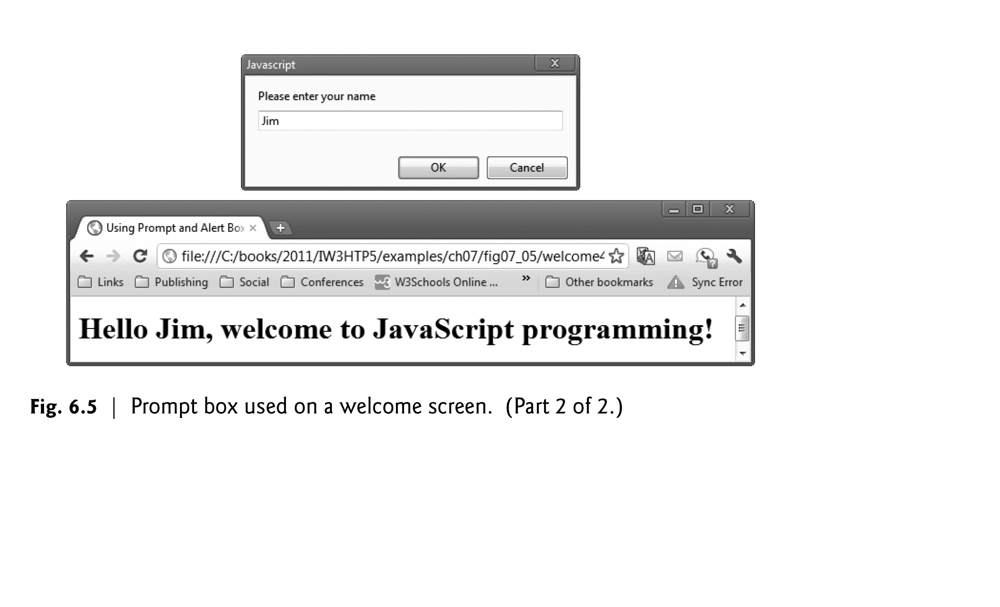 Javascript
Please enter your name
Jim
OK Cancel
Using Prompt and Alert Box
file:///C:/books/2011/IW3HTP5/examples/ch07/fig07_05/welcome4
Links Publishing Social Conferences W3Schools Online ... » Other bookmarks Sync Error
Hello Jim, welcome to JavaScript programming!
Fig. 6.5 | Prompt box used on a welcome screen. (Part 2 of 2.)